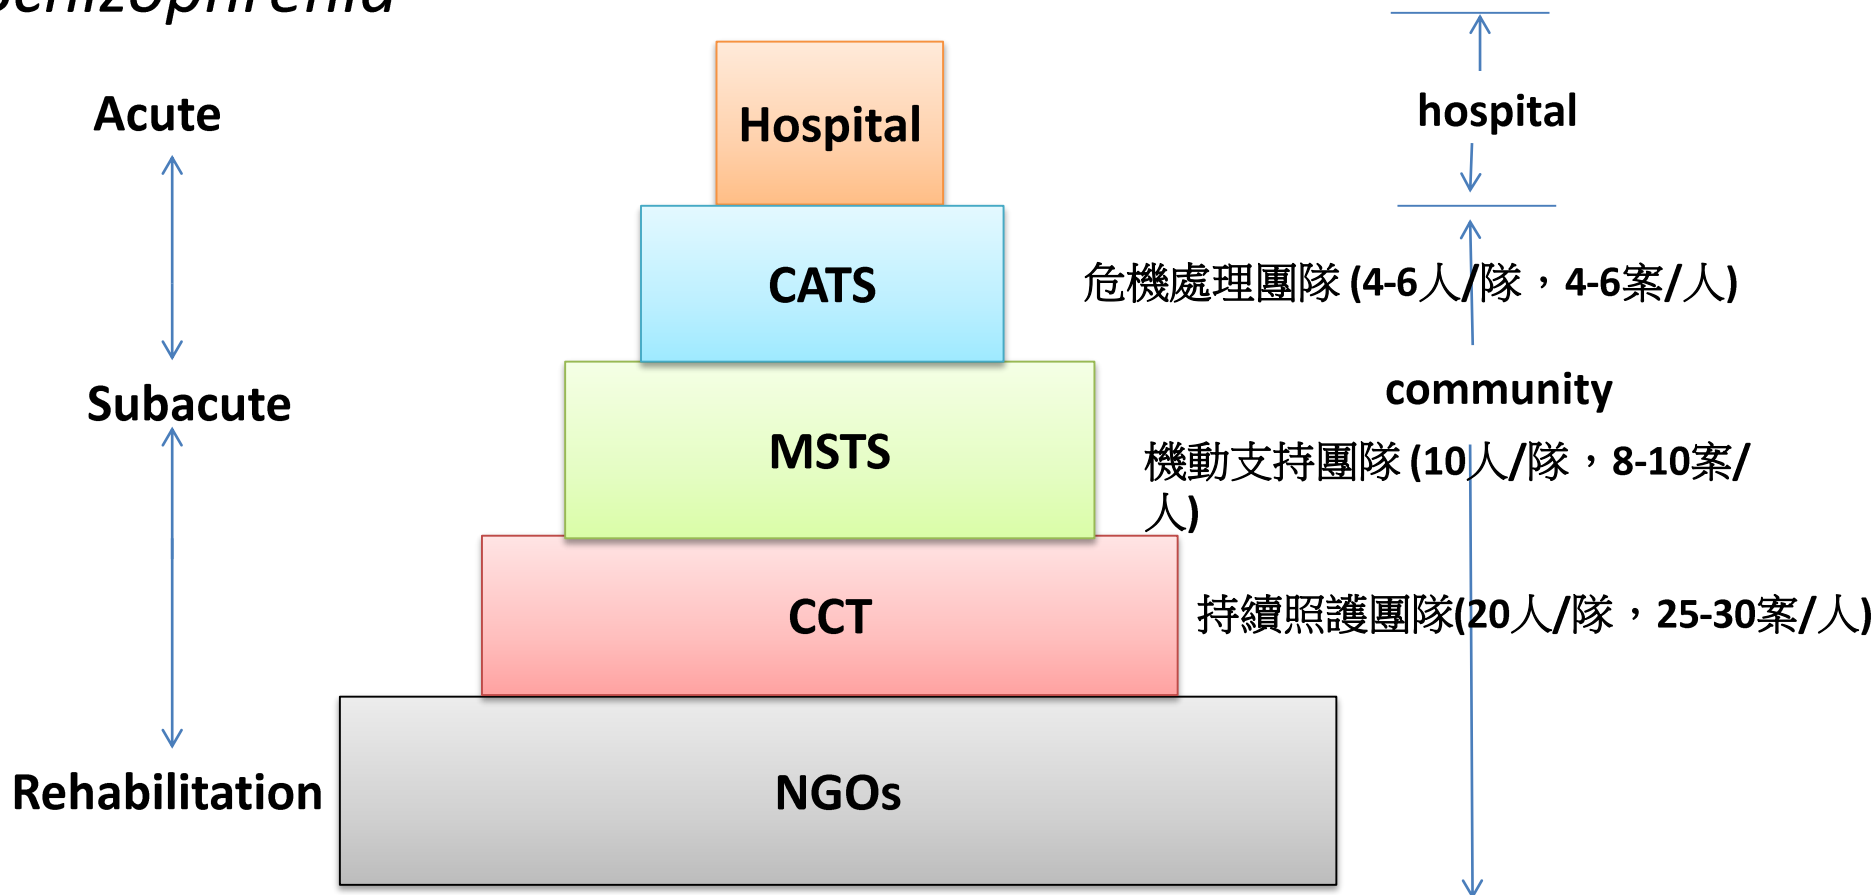 Schizophrenia
Acute
Hospital
hospital
CATS
危機處理團隊 (4-6人/隊，4-6案/人)
Subacute
community
MSTS
機動支持團隊 (10人/隊，8-10案/
人)
CCT
持續照護團隊(20人/隊，25-30案/人)
Rehabilitation
NGOs